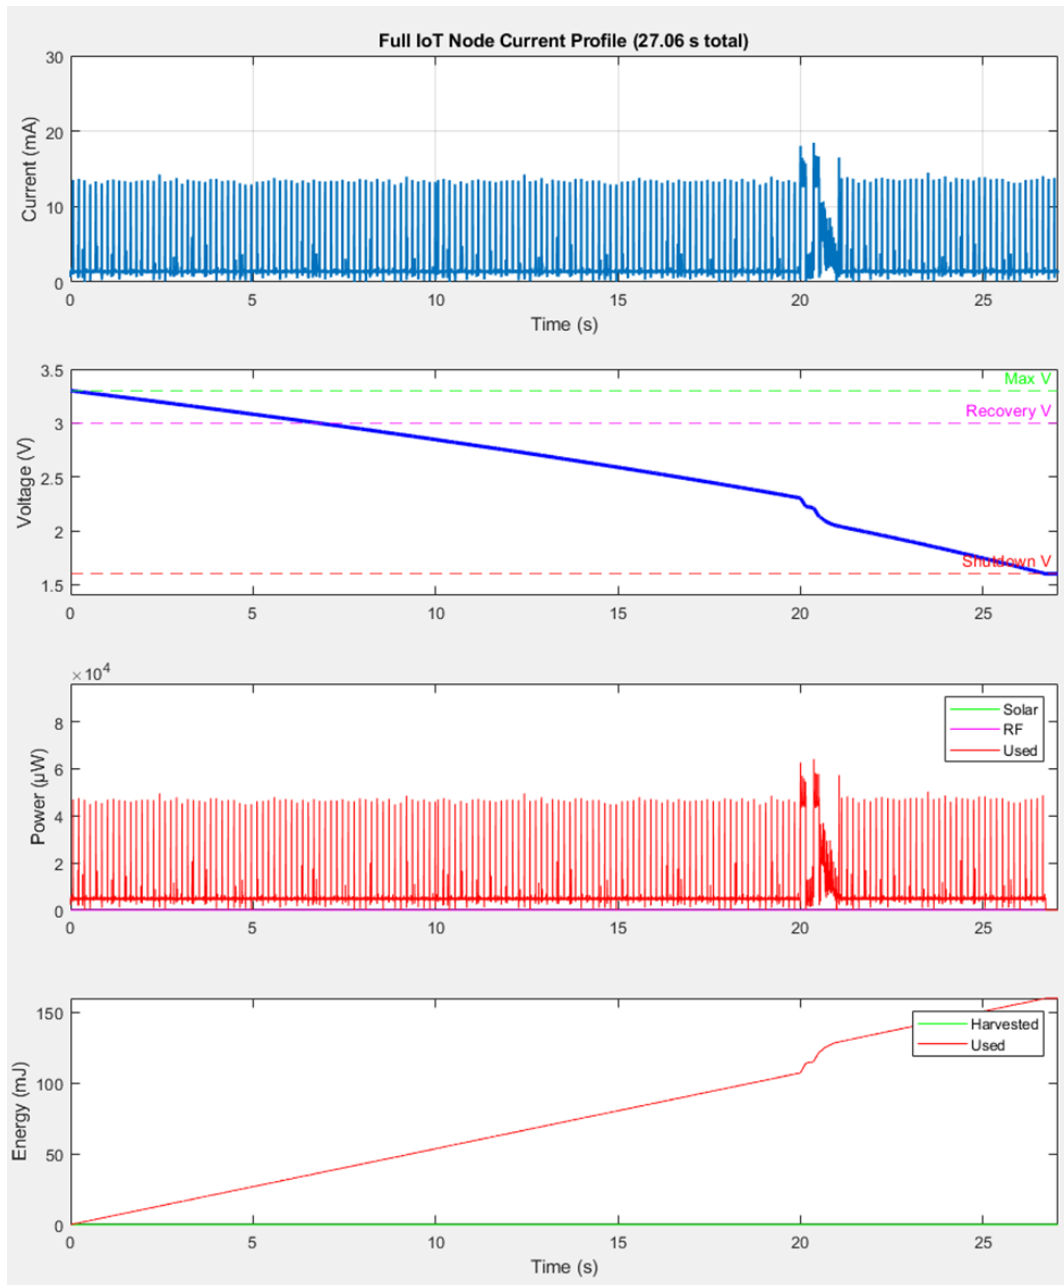 Full IoT Node Current Profile (27.06 s total)
30
20
10
0
Current (mA)
0 5 10 15 20 25
Time (s)
3.5
3
2.5
2
1.5
Voltage (V)
Max V
Recovery V
Shutdown V
0 5 10 15 20 25
×10⁴
8
6
4
2
0
Power (µW)
Solar
RF
Used
0 5 10 15 20 25
150
100
50
0
Energy (mJ)
Harvested
Used
0 5 10 15 20 25
Time (s)